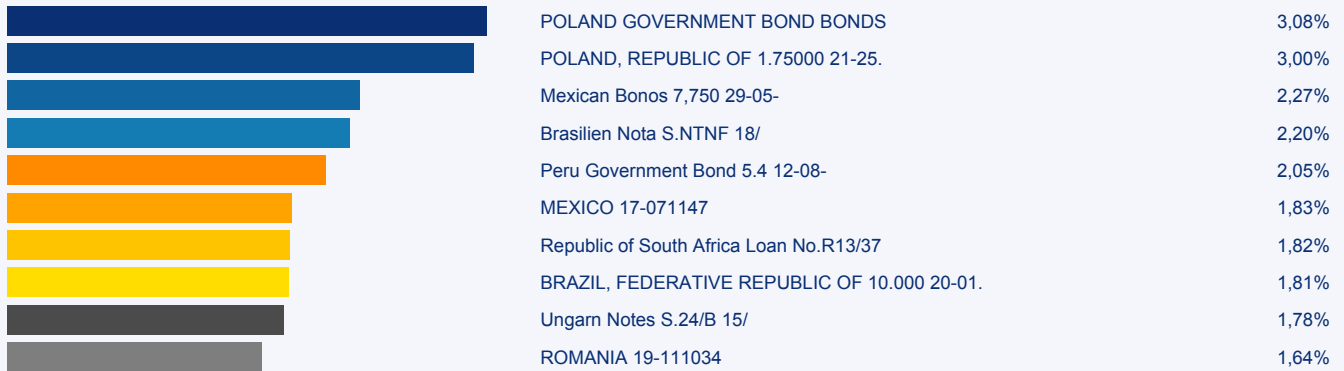 POLAND GOVERNMENT BOND BONDS 3,08%
POLAND, REPUBLIC OF 1.75000 21-25. 3,00%
Mexican Bonos 7,750 29-05- 2,27%
Brasilien Nota S.NTNF 18/ 2,20%
Peru Government Bond 5.4 12-08- 2,05%
MEXICO 17-071147 1,83%
Republic of South Africa Loan No.R13/37 1,82%
BRAZIL, FEDERATIVE REPUBLIC OF 10.000 20-01. 1,81%
Ungarn Notes S.24/B 15/ 1,78%
ROMANIA 19-111034 1,64%